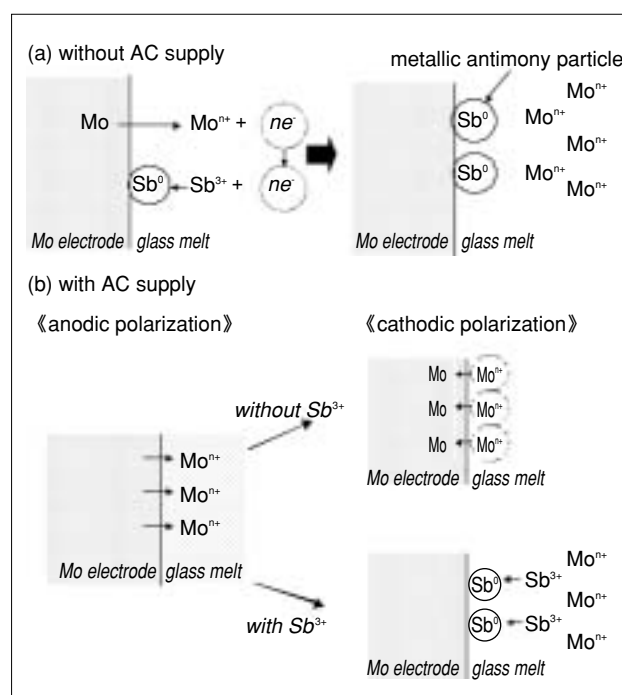 (a) without AC supply
metallic antimony particle
Mo → Moⁿ⁺ + ne⁻
Sb⁰ ← Sb³⁺ + ne⁻
Mo electrode glass melt
Sb⁰
Sb⁰
Moⁿ⁺
Moⁿ⁺
Moⁿ⁺
Moⁿ⁺
Moⁿ⁺
Mo electrode glass melt
(b) with AC supply
《anodic polarization》
《cathodic polarization》
Moⁿ⁺
Moⁿ⁺
Moⁿ⁺
Mo electrode glass melt
without Sb³⁺
Mo ← Moⁿ⁺
Mo ← Moⁿ⁺
Mo ← Moⁿ⁺
Mo electrode glass melt
with Sb³⁺
Moⁿ⁺
Sb⁰ ← Sb³⁺
Moⁿ⁺
Sb⁰ ← Sb³⁺
Moⁿ⁺
Mo electrode glass melt